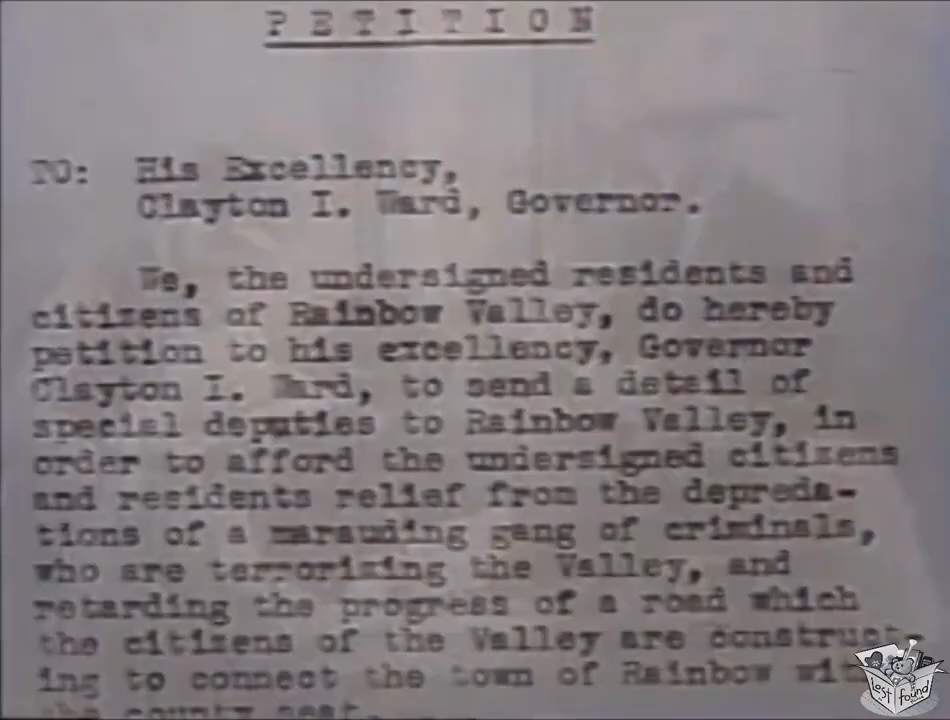 PETITION
TO: His Excellency,
Clayton I. Ward, Governor.
We, the undersigned residents and
citizens of Rainbow Valley, do hereby
petition to his excellency, Governor
Clayton I. Ward, to send a detail of
special deputies to Rainbow Valley, in
order to afford the undersigned citizens
and residents relief from the depreda-
tions of a marauding gang of criminals,
who are terrorizing the Valley, and
retarding the progress of a road which
the citizens of the Valley are construct-
ing to connect the town of Rainbow with
the county seat.
Lost
found